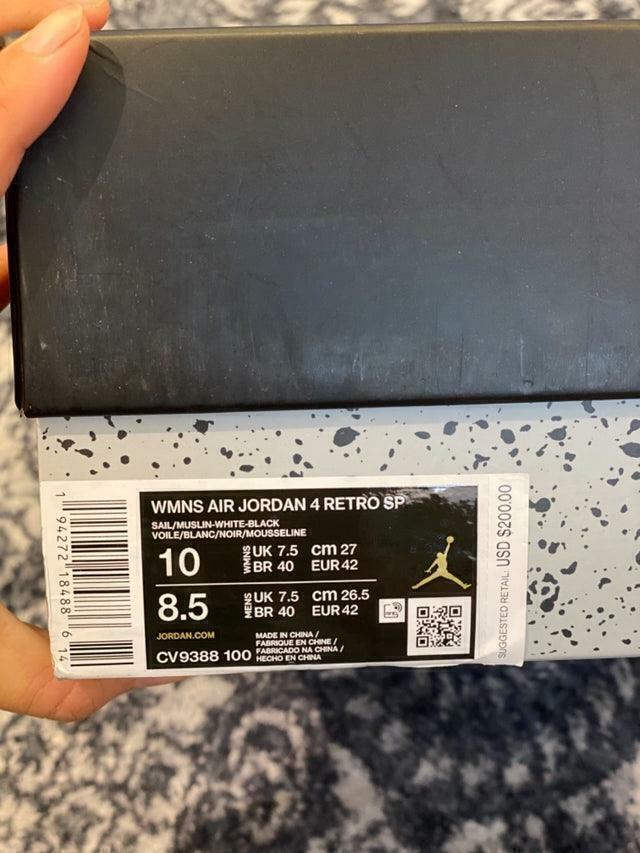 WMNS AIR JORDAN 4 RETRO SP
SAIL/MUSLIN-WHITE-BLACK
VOILE/BLANC/NOIR/MOUSSELINE
10 WMNS UK 7.5 cm 27
BR 40 EUR 42
8.5 MENS UK 7.5 cm 26.5
BR 40 EUR 42
JORDAN.COM
CV9388 100
MADE IN CHINA /
FABRIQUE EN CHINE /
FABRICADO NA CHINA /
HECHO EN CHINA
1 94272 18488 6 14
SUGGESTED RETAIL: USD $200.00